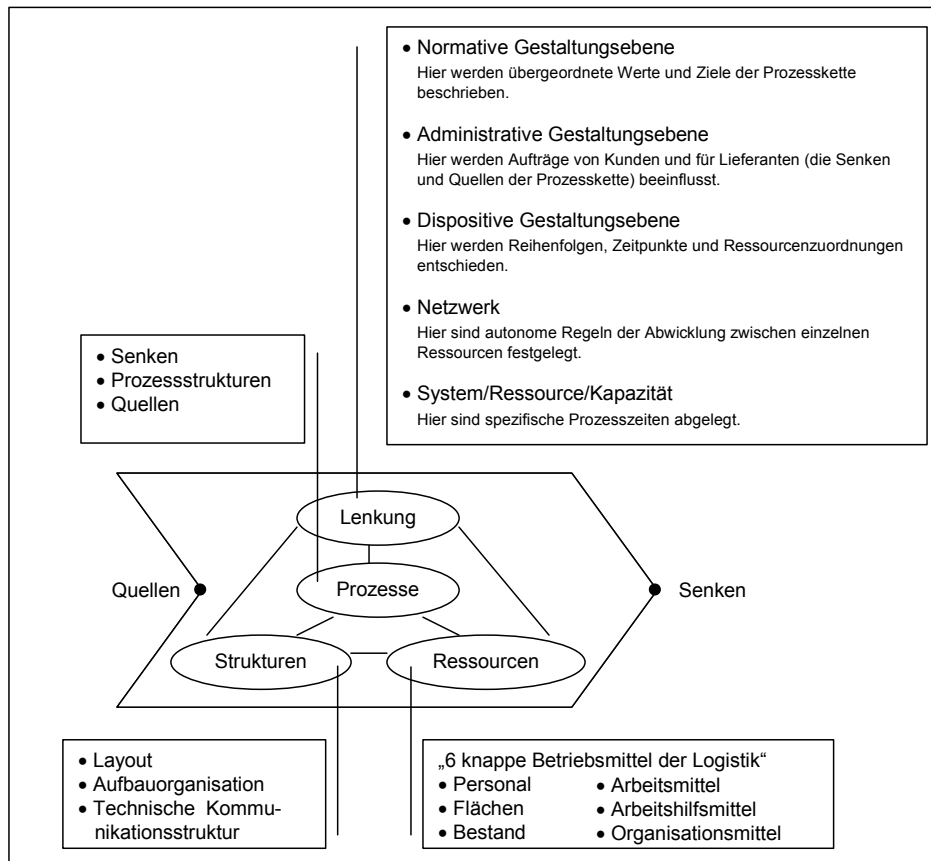 • Normative Gestaltungsebene
Hier werden übergeordnete Werte und Ziele der Prozesskette
beschrieben.
• Administrative Gestaltungsebene
Hier werden Aufträge von Kunden und für Lieferanten (die Senken
und Quellen der Prozesskette) beeinflusst.
• Dispositive Gestaltungsebene
Hier werden Reihenfolgen, Zeitpunkte und Ressourcenzuordnungen
entschieden.
• Netzwerk
Hier sind autonome Regeln der Abwicklung zwischen einzelnen
Ressourcen festgelegt.
• System/Ressource/Kapazität
Hier sind spezifische Prozesszeiten abgelegt.
• Senken
• Prozessstrukturen
• Quellen
Lenkung
Quellen
Prozesse
Senken
Strukturen
Ressourcen
• Layout
• Aufbauorganisation
• Technische Kommu-
nikationsstruktur
„6 knappe Betriebsmittel der Logistik“
• Personal
• Flächen
• Bestand
• Arbeitsmittel
• Arbeitshilfsmittel
• Organisationsmittel